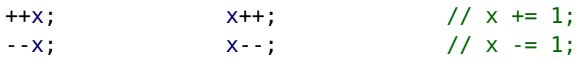 ++x; x++; // x += 1;
--x; x--; // x -= 1;